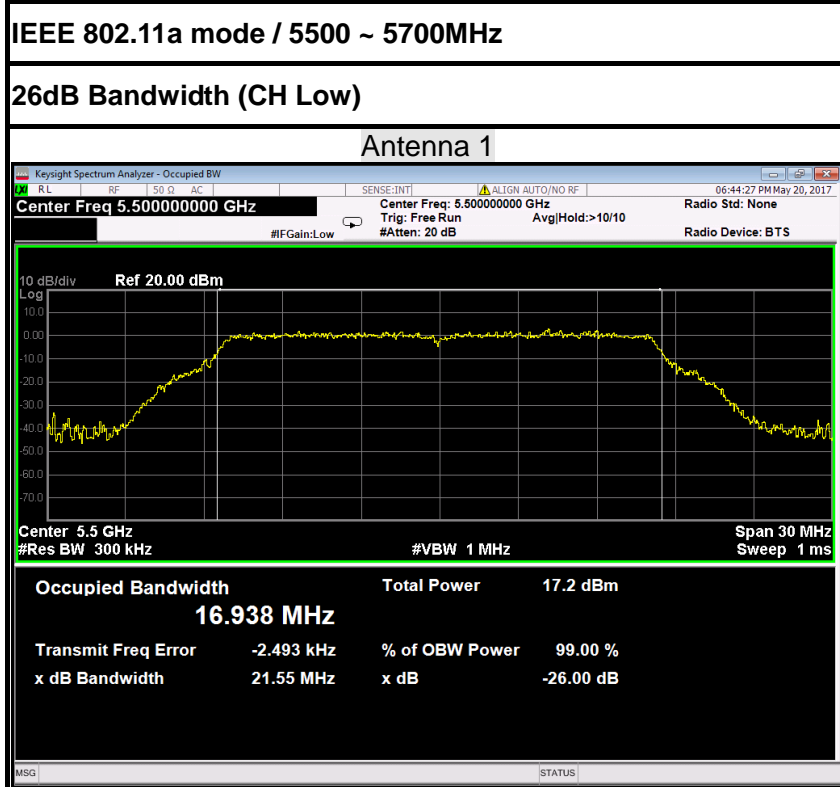 IEEE 802.11a mode / 5500 ~ 5700MHz
26dB Bandwidth (CH Low)
Antenna 1
Keysight Spectrum Analyzer - Occupied BW
LXI RL RF 50 Ω AC SENSE:INT ALIGN AUTO/NO RF 06:44:27 PM May 20, 2017
Center Freq 5.500000000 GHz Center Freq: 5.500000000 GHz Radio Std: None
Trig: Free Run Avg|Hold:>10/10
#IFGain:Low #Atten: 20 dB Radio Device: BTS
10 dB/div Ref 20.00 dBm
Log
10.0
0.00
-10.0
-20.0
-30.0
-40.0
-50.0
-60.0
-70.0
Center 5.5 GHz Span 30 MHz
#Res BW 300 kHz #VBW 1 MHz Sweep 1 ms
Occupied Bandwidth Total Power 17.2 dBm
16.938 MHz
Transmit Freq Error -2.493 kHz % of OBW Power 99.00 %
x dB Bandwidth 21.55 MHz x dB -26.00 dB
MSG STATUS